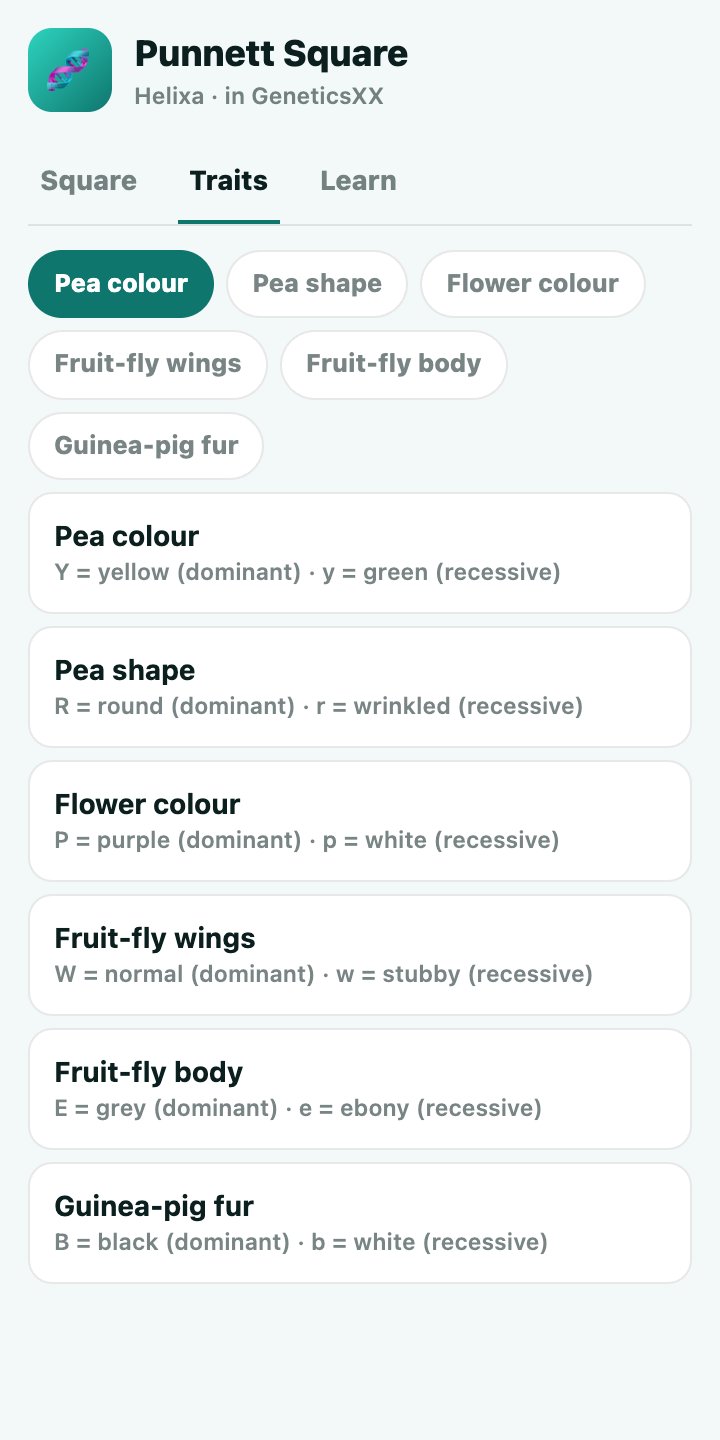 Punnett Square
Helixa · in GeneticsXX
Square Traits Learn
Pea colour Pea shape Flower colour
Fruit-fly wings Fruit-fly body
Guinea-pig fur
Pea colour
Y = yellow (dominant) · y = green (recessive)
Pea shape
R = round (dominant) · r = wrinkled (recessive)
Flower colour
P = purple (dominant) · p = white (recessive)
Fruit-fly wings
W = normal (dominant) · w = stubby (recessive)
Fruit-fly body
E = grey (dominant) · e = ebony (recessive)
Guinea-pig fur
B = black (dominant) · b = white (recessive)